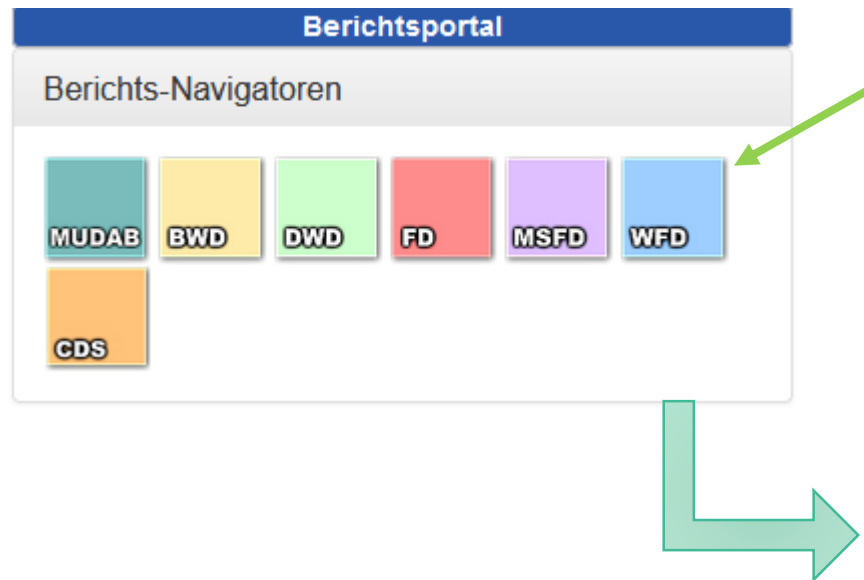 Berichtsportal
Berichts-Navigatoren
MUDAB BWD DWD FD MSFD WFD
CDS